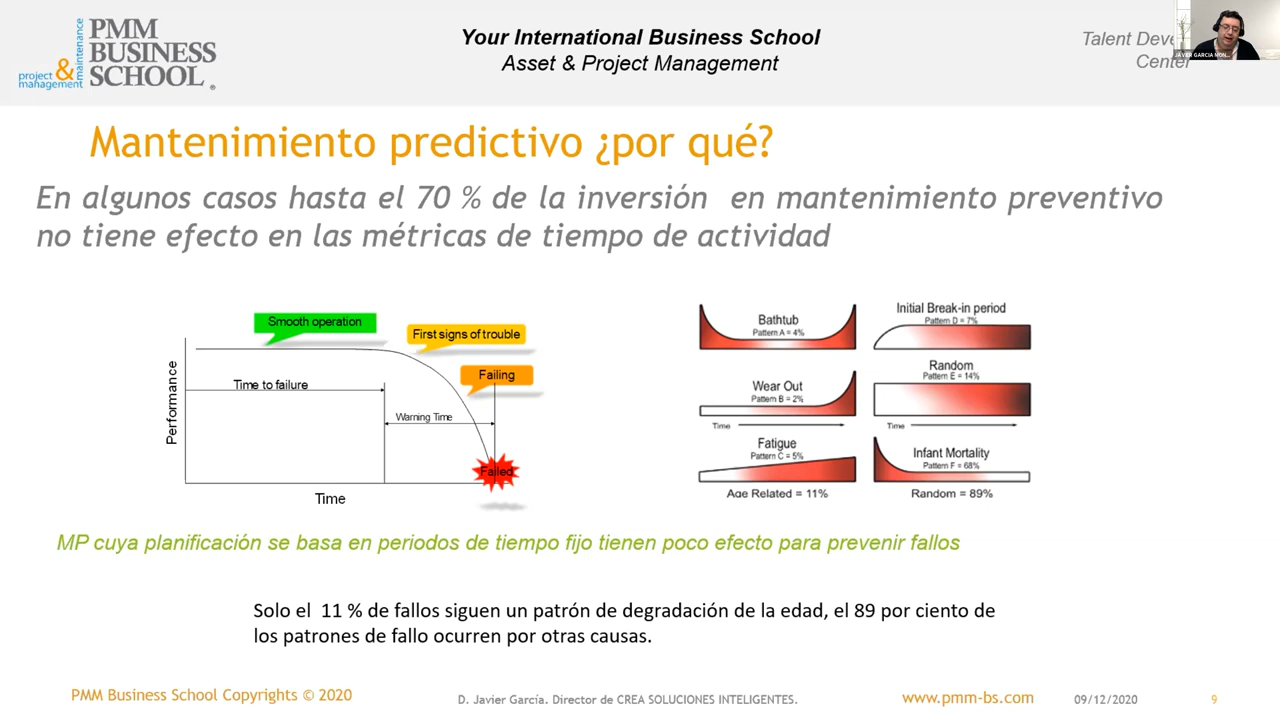 project
&
management
maintenance
PMM
BUSINESS
SCHOOL®
Your International Business School
Asset & Project Management
Center
JAVIER GARCIA
Mantenimiento predictivo ¿por qué?
En algunos casos hasta el 70 % de la inversión en mantenimiento preventivo
no tiene efecto en las métricas de tiempo de actividad
Smooth operation
First signs of trouble
Failing
Time to failure
Warning Time
Failed
Performance
Time
Bathtub
Pattern A = 4%
Wear Out
Pattern B = 2%
Time
Fatigue
Pattern C = 5%
Age Related = 11%
Initial Break-in period
Pattern D = 7%
Random
Pattern E = 14%
Time
Infant Mortality
Pattern F = 68%
Random = 89%
MP cuya planificación se basa en periodos de tiempo fijo tienen poco efecto para prevenir fallos
Solo el 11 % de fallos siguen un patrón de degradación de la edad, el 89 por ciento de
los patrones de fallo ocurren por otras causas.
PMM Business School Copyrights © 2020
D. Javier García. Director de CREA SOLUCIONES INTELIGENTES.
www.pmm-bs.com
09/12/2020
9
Talent